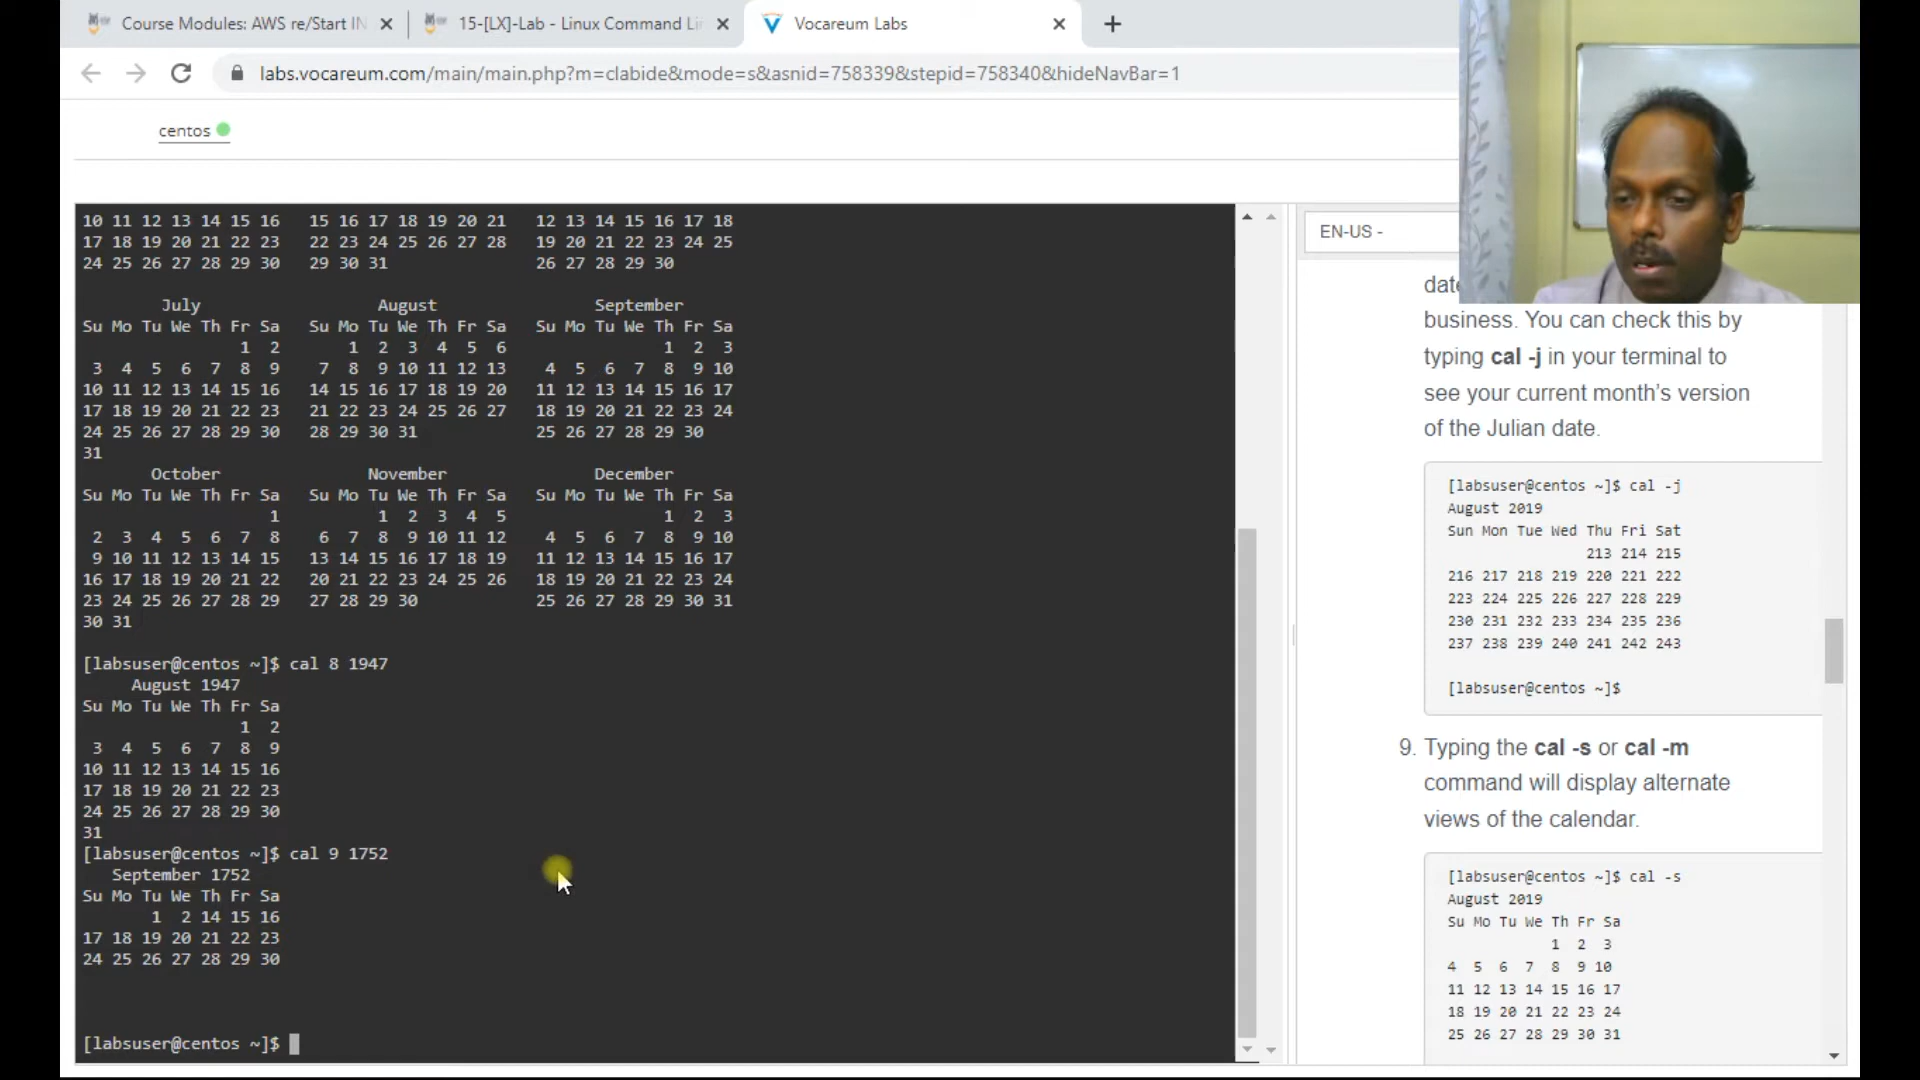 Course Modules: AWS re/Start IN
15-[LX]-Lab - Linux Command Li
Vocareum Labs
labs.vocareum.com/main/main.php?m=clabide&mode=s&asnid=758339&stepid=758340&hideNavBar=1
centos
10 11 12 13 14 15 16   15 16 17 18 19 20 21   12 13 14 15 16 17 18
17 18 19 20 21 22 23   22 23 24 25 26 27 28   19 20 21 22 23 24 25
24 25 26 27 28 29 30   29 30 31               26 27 28 29 30
        July                  August                September
Su Mo Tu We Th Fr Sa   Su Mo Tu We Th Fr Sa   Su Mo Tu We Th Fr Sa
                1  2       1  2  3  4  5  6                1  2  3
 3  4  5  6  7  8  9    7  8  9 10 11 12 13    4  5  6  7  8  9 10
10 11 12 13 14 15 16   14 15 16 17 18 19 20   11 12 13 14 15 16 17
17 18 19 20 21 22 23   21 22 23 24 25 26 27   18 19 20 21 22 23 24
24 25 26 27 28 29 30   28 29 30 31            25 26 27 28 29 30
31
       October               November               December
Su Mo Tu We Th Fr Sa   Su Mo Tu We Th Fr Sa   Su Mo Tu We Th Fr Sa
                   1          1  2  3  4  5                1  2  3
 2  3  4  5  6  7  8    6  7  8  9 10 11 12    4  5  6  7  8  9 10
 9 10 11 12 13 14 15   13 14 15 16 17 18 19   11 12 13 14 15 16 17
16 17 18 19 20 21 22   20 21 22 23 24 25 26   18 19 20 21 22 23 24
23 24 25 26 27 28 29   27 28 29 30            25 26 27 28 29 30 31
30 31
[labsuser@centos ~]$ cal 8 1947
     August 1947
Su Mo Tu We Th Fr Sa
                1  2
 3  4  5  6  7  8  9
10 11 12 13 14 15 16
17 18 19 20 21 22 23
24 25 26 27 28 29 30
31
[labsuser@centos ~]$ cal 9 1752
   September 1752
Su Mo Tu We Th Fr Sa
       1  2 14 15 16
17 18 19 20 21 22 23
24 25 26 27 28 29 30
[labsuser@centos ~]$
EN-US -
business. You can check this by
typing cal -j in your terminal to
see your current month's version
of the Julian date.
[labsuser@centos ~]$ cal -j
August 2019
Sun Mon Tue Wed Thu Fri Sat
                213 214 215
216 217 218 219 220 221 222
223 224 225 226 227 228 229
230 231 232 233 234 235 236
237 238 239 240 241 242 243
[labsuser@centos ~]$
9. Typing the cal -s or cal -m
command will display alternate
views of the calendar.
[labsuser@centos ~]$ cal -s
August 2019
Su Mo Tu We Th Fr Sa
             1  2  3
4  5  6  7  8  9 10
11 12 13 14 15 16 17
18 19 20 21 22 23 24
25 26 27 28 29 30 31